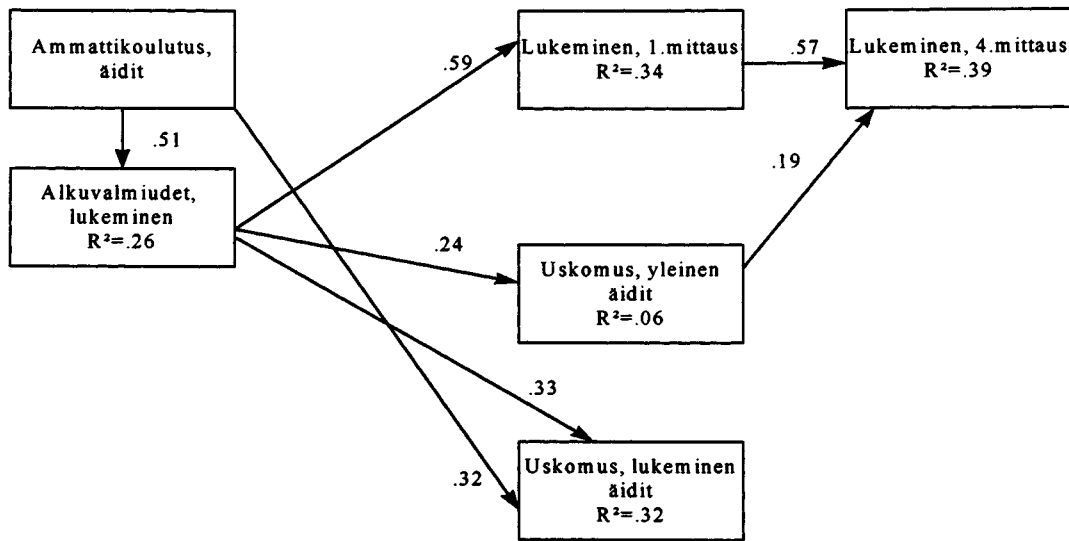 Ammattikoulutus,
äidit
.51
Alkuvalmiudet,
lukeminen
R²=.26
.59
Lukeminen, 1.mittaus
R²=.34
.57
Lukeminen, 4.mittaus
R²=.39
.19
.24
Uskomus, yleinen
äidit
R²=.06
.33
.32
Uskomus, lukeminen
äidit
R²=.32